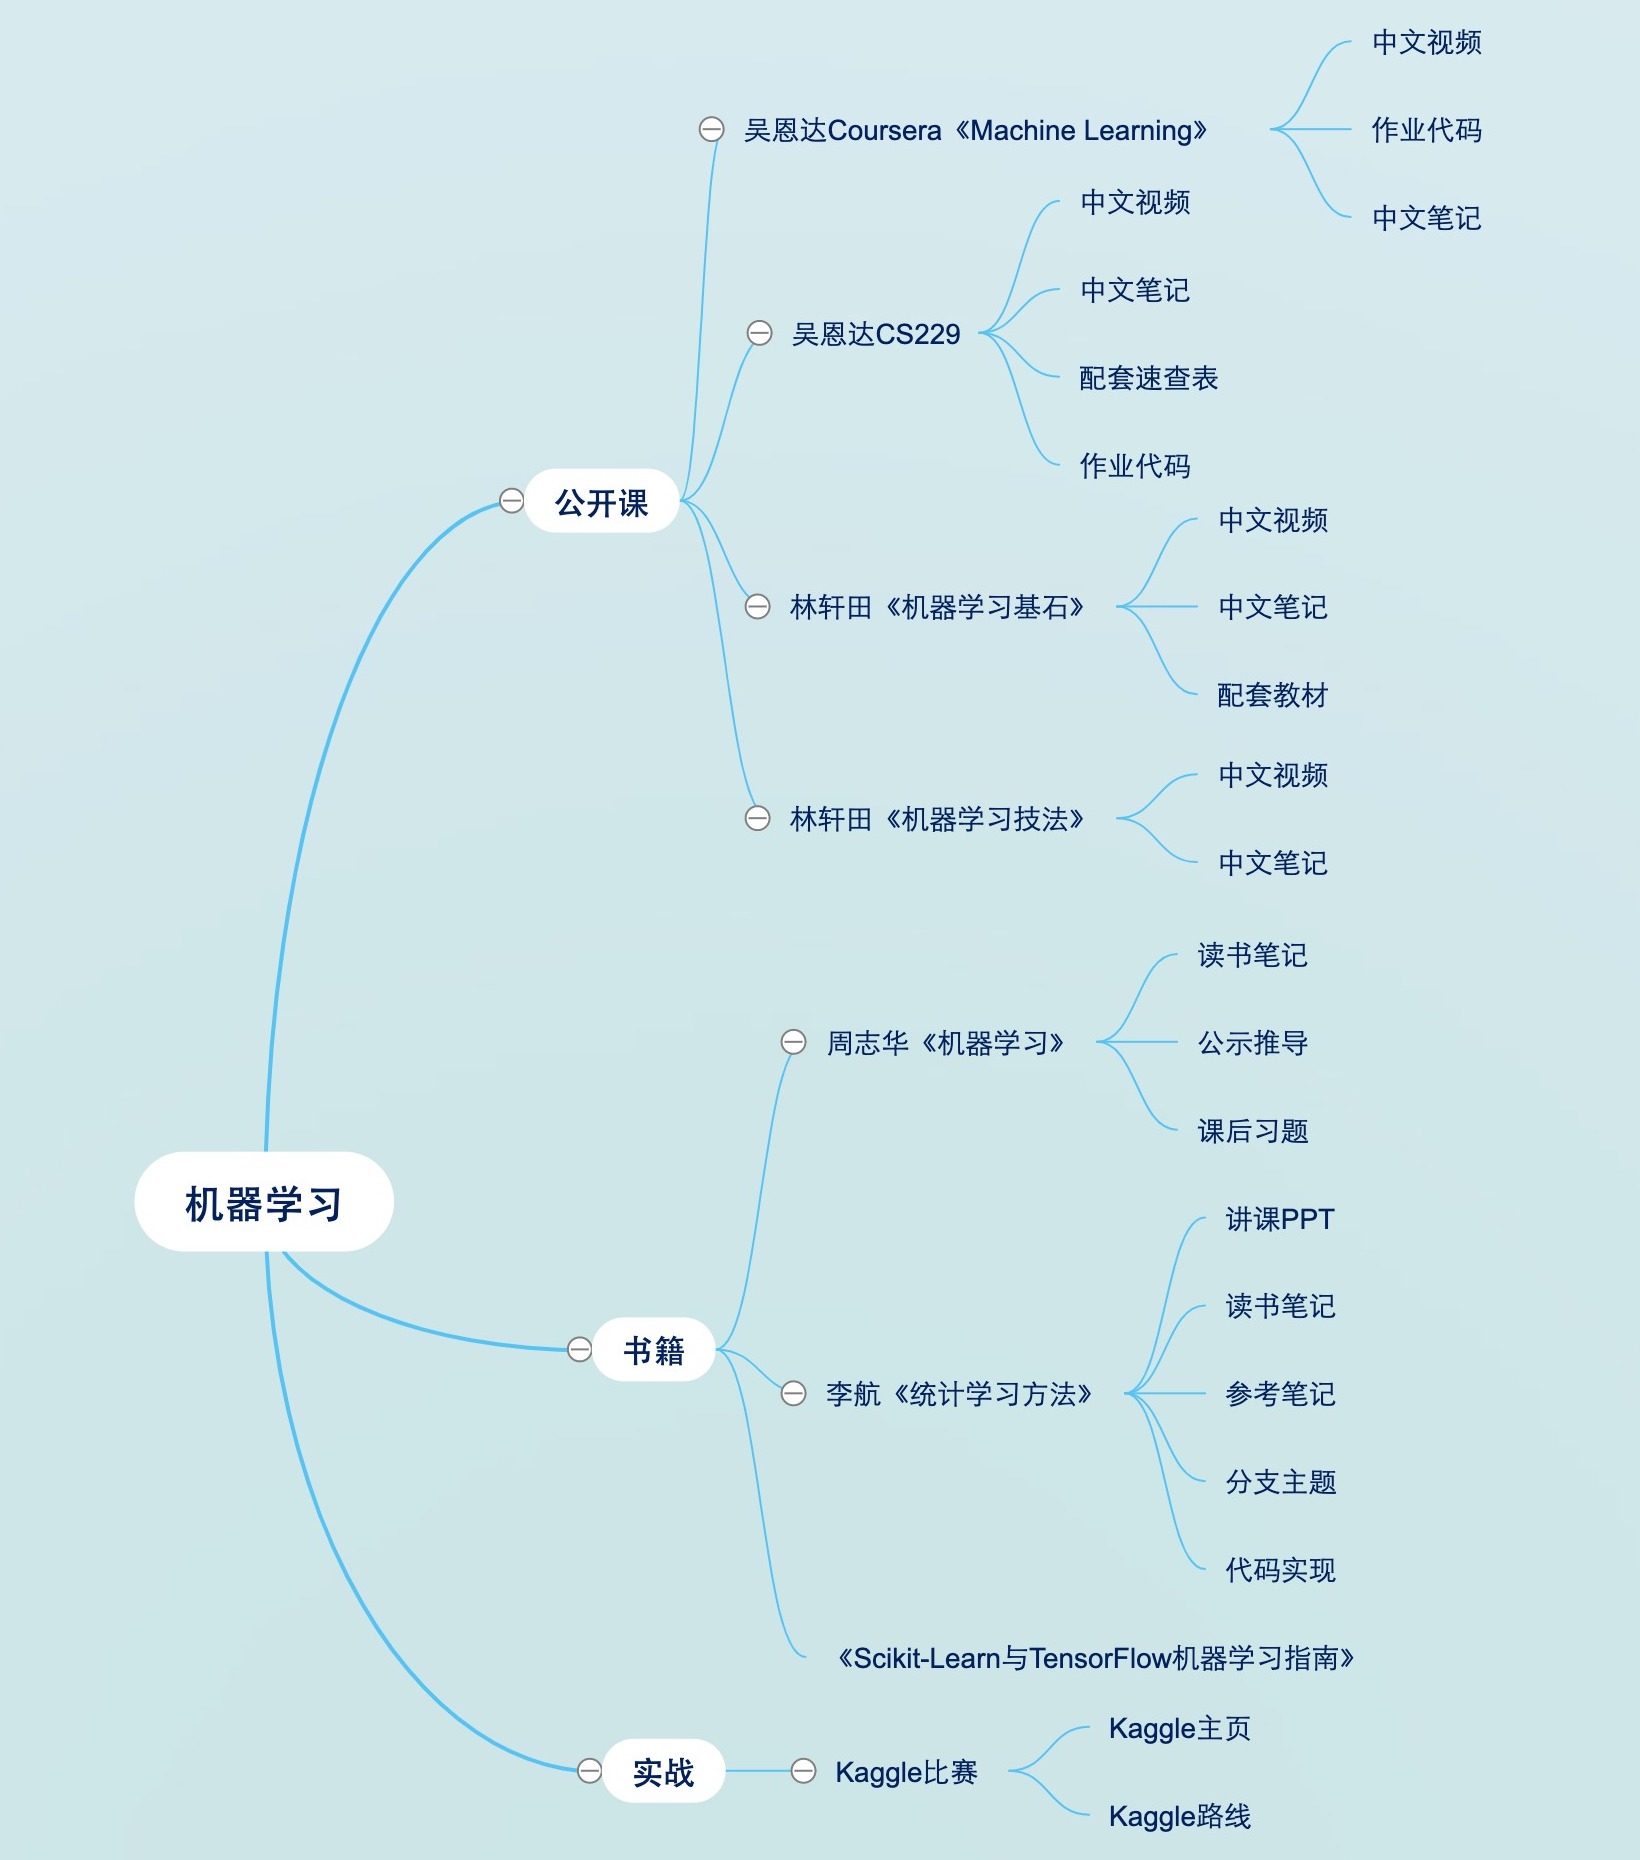 机器学习
公开课
吴恩达Coursera《Machine Learning》
中文视频
作业代码
中文笔记
吴恩达CS229
中文视频
中文笔记
配套速查表
作业代码
林轩田《机器学习基石》
中文视频
中文笔记
配套教材
林轩田《机器学习技法》
中文视频
中文笔记
书籍
周志华《机器学习》
读书笔记
公示推导
课后习题
李航《统计学习方法》
讲课PPT
读书笔记
参考笔记
分支主题
代码实现
《Scikit-Learn与TensorFlow机器学习指南》
实战
Kaggle比赛
Kaggle主页
Kaggle路线